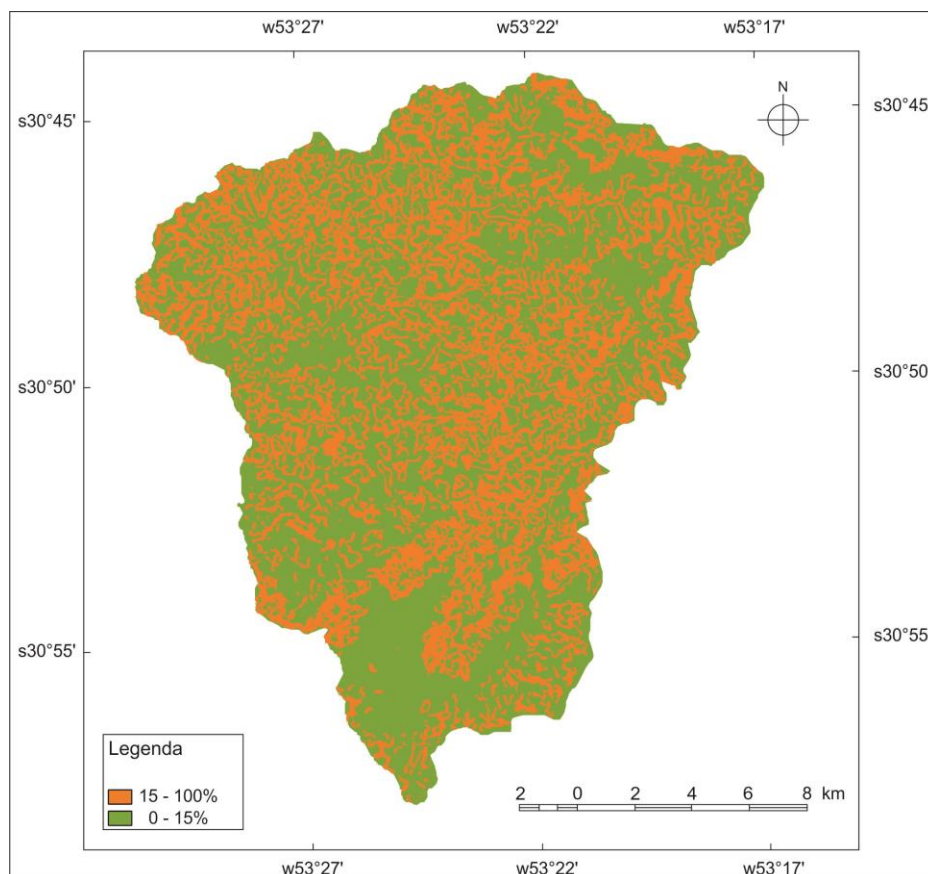 w53°27' w53°22' w53°17'
N
s30°45' s30°45'
s30°50' s30°50'
s30°55' s30°55'
Legenda
15 - 100%
0 - 15%
2 0 2 4 6 8 km
w53°27' w53°22' w53°17'